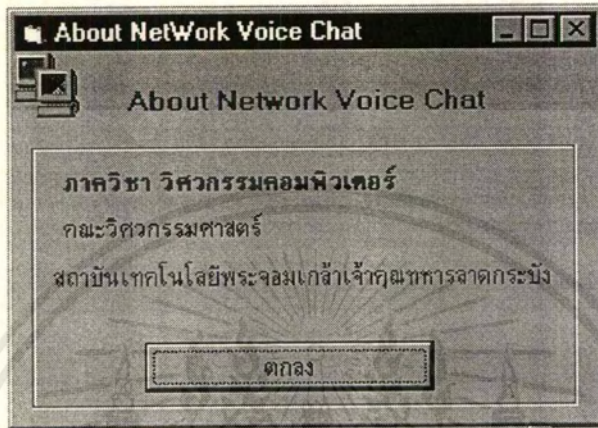 About NetWork Voice Chat
About Network Voice Chat
ภาควิชา วิศวกรรมคอมพิวเตอร์
คณะวิศวกรรมศาสตร์
สถาบันเทคโนโลยีพระจอมเกล้าเจ้าคุณทหารลาดกระบัง
ตกลง